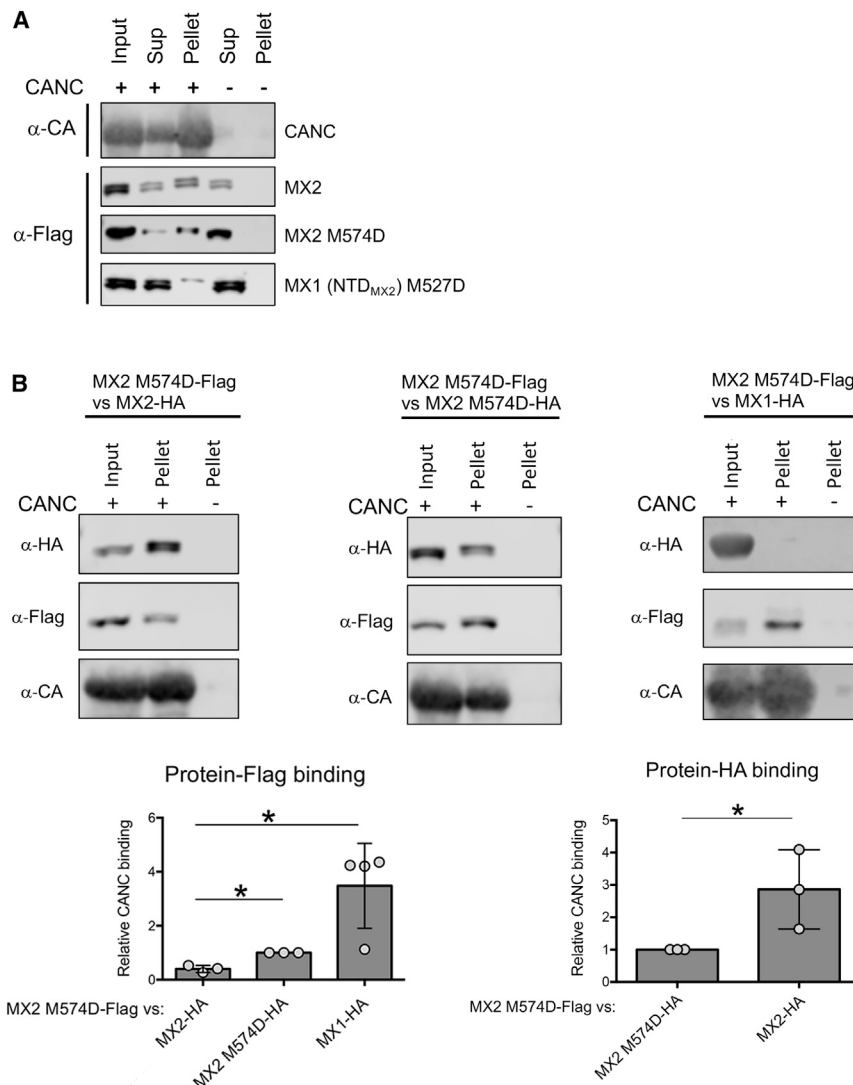 A
Input Sup Pellet Sup Pellet
CANC + + + - -
α-CA CANC
MX2
α-Flag MX2 M574D
MX1 (NTDMX2) M527D
B
MX2 M574D-Flag
vs MX2-HA
Input Pellet Pellet
CANC + + -
α-HA
α-Flag
α-CA
MX2 M574D-Flag
vs MX2 M574D-HA
Input Pellet Pellet
CANC + + -
α-HA
α-Flag
α-CA
MX2 M574D-Flag
vs MX1-HA
Input Pellet Pellet
CANC + + -
α-HA
α-Flag
α-CA
Protein-Flag binding
Relative CANC binding
6
4
2
0
*
*
MX2 M574D-Flag vs:
MX2-HA
MX2 M574D-HA
MX1-HA
Protein-HA binding
Relative CANC binding
5
4
3
2
1
0
*
MX2 M574D-Flag vs:
MX2 M574D-HA
MX2-HA